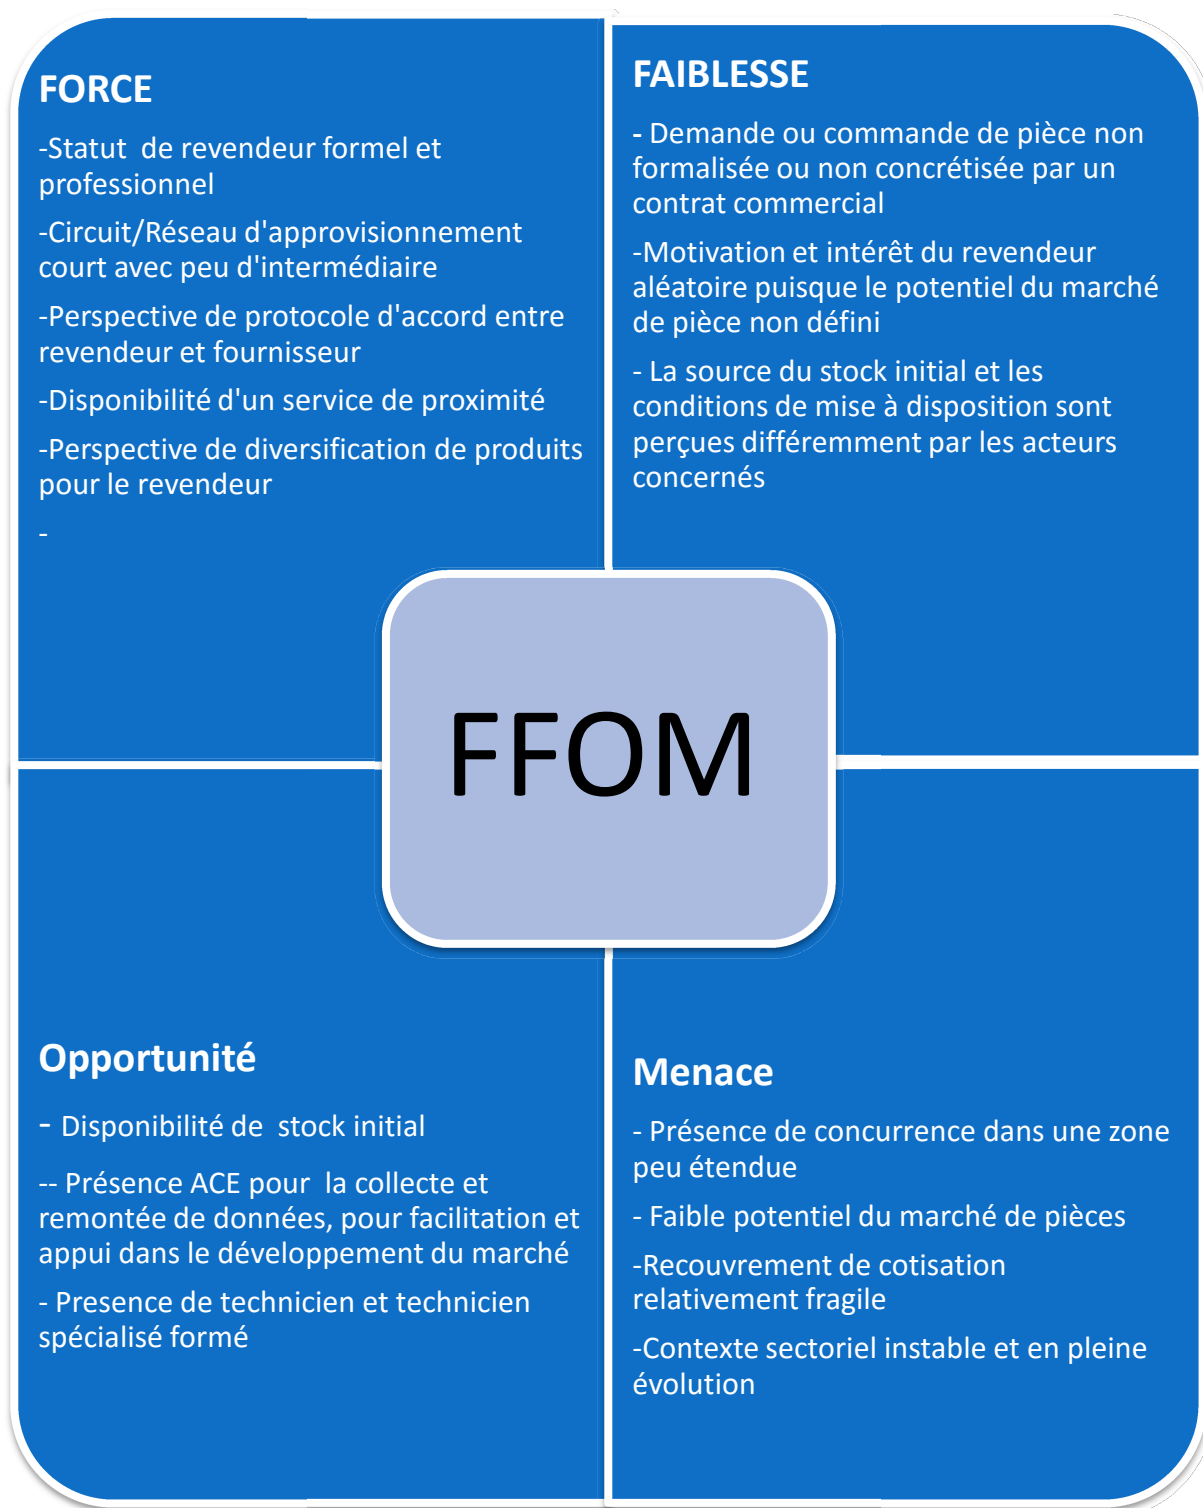 FORCE
-Statut  de revendeur formel et
professionnel
-Circuit/Réseau d'approvisionnement
court avec peu d'intermédiaire
-Perspective de protocole d'accord entre
revendeur et fournisseur
-Disponibilité d'un service de proximité
-Perspective de diversification de produits
pour le revendeur
-
FAIBLESSE
- Demande ou commande de pièce non
formalisée ou non concrétisée par un
contrat commercial
-Motivation et intérêt du revendeur
aléatoire puisque le potentiel du marché
de pièce non défini
- La source du stock initial et les
conditions de mise à disposition sont
perçues différemment par les acteurs
concernés
FFOM
Opportunité
- Disponibilité de  stock initial
-- Présence ACE pour  la collecte et
remontée de données, pour facilitation et
appui dans le développement du marché
- Presence de technicien et technicien
spécialisé formé
Menace
- Présence de concurrence dans une zone
peu étendue
- Faible potentiel du marché de pièces
-Recouvrement de cotisation
relativement fragile
-Contexte sectoriel instable et en pleine
évolution